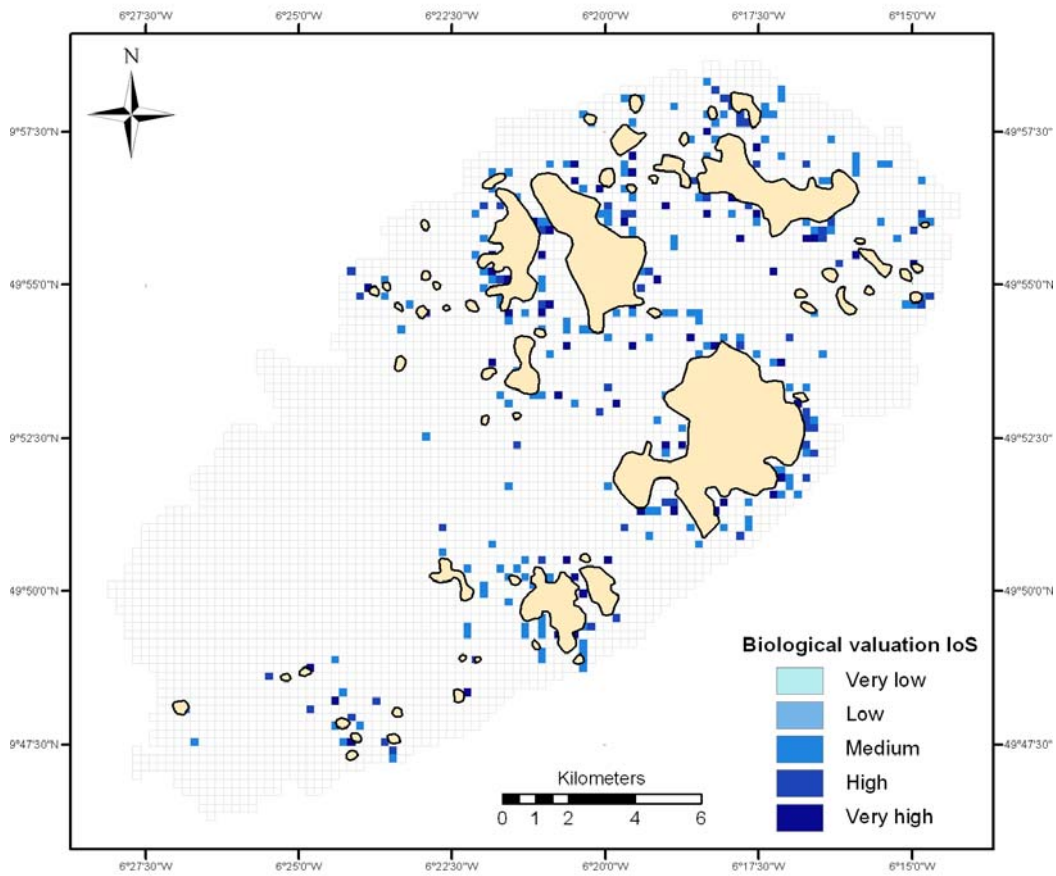 6°27'30"W 6°25'0"W 6°22'30"W 6°20'0"W 6°17'30"W 6°15'0"W
N
9°57'30"N 49°57'30"N
49°55'0"N 49°55'0"N
9°52'30"N 49°52'30"N
49°50'0"N 49°50'0"N
Biological valuation IoS
Very low
Low
Medium
High
Very high
9°47'30"N 49°47'30"N
Kilometers
0 1 2 4 6
6°27'30"W 6°25'0"W 6°22'30"W 6°20'0"W 6°17'30"W 6°15'0"W